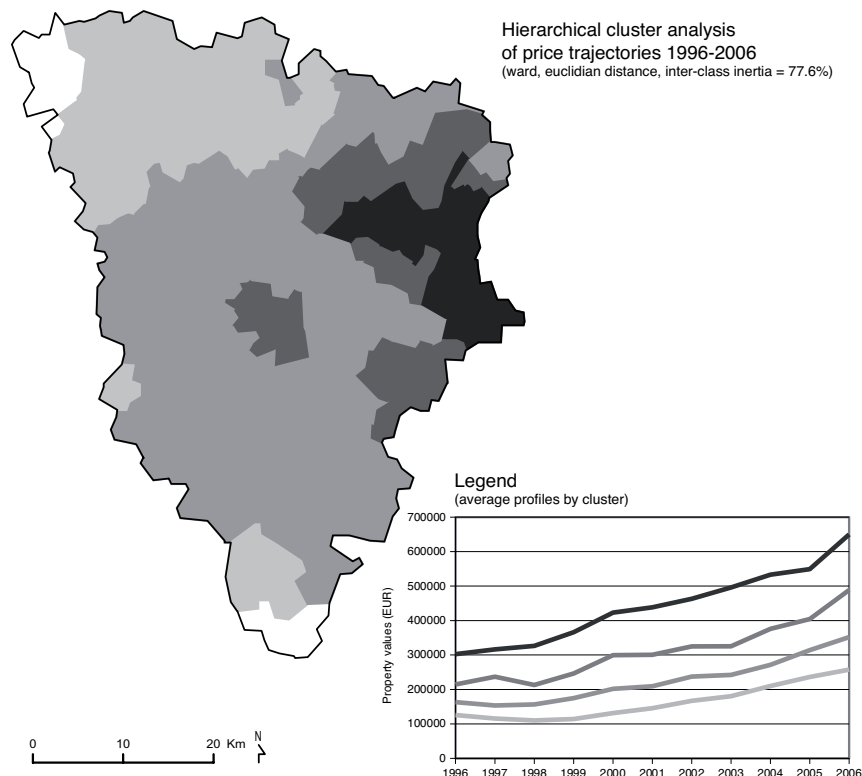 Hierarchical cluster analysis
of price trajectories 1996-2006
(ward, euclidian distance, inter-class inertia = 77.6%)
Legend
(average profiles by cluster)
Property values (EUR)
700000
600000
500000
400000
300000
200000
100000
0
1996 1997 1998 1999 2000 2001 2002 2003 2004 2005 2006
0 10 20 Km N